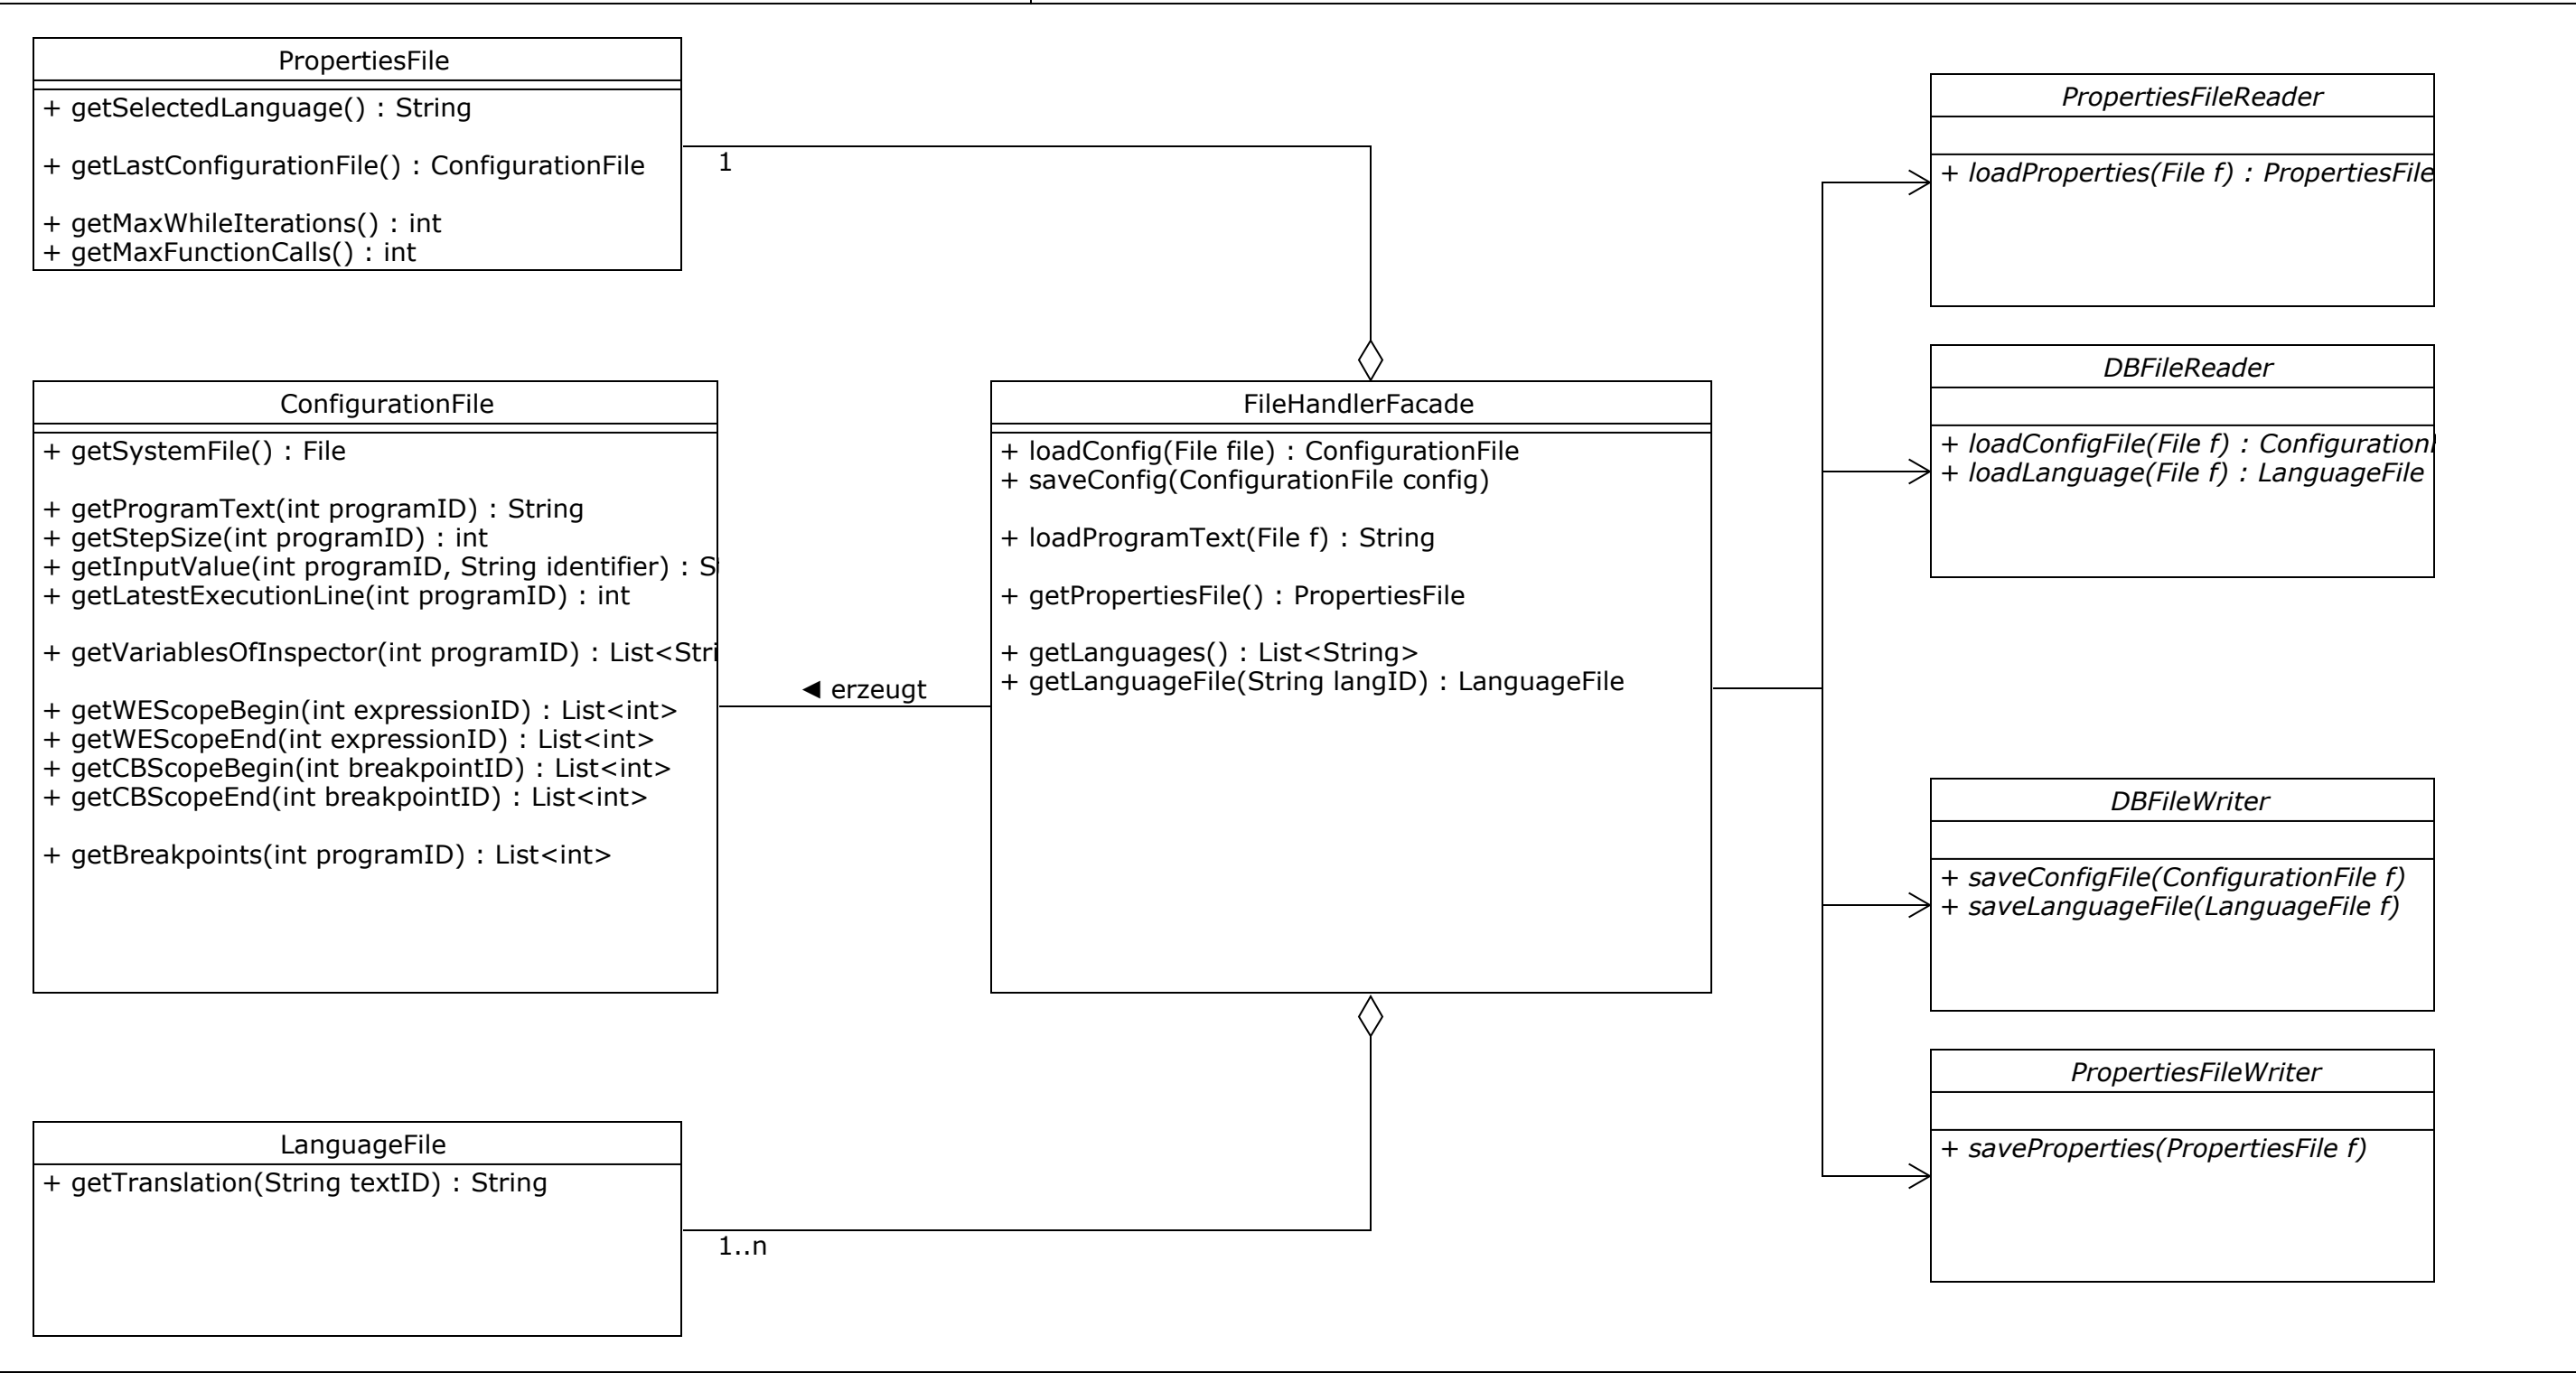 PropertiesFile
+ getSelectedLanguage() : String
+ getLastConfigurationFile() : ConfigurationFile
+ getMaxWhileIterations() : int
+ getMaxFunctionCalls() : int
1
ConfigurationFile
+ getSystemFile() : File
+ getProgramText(int programID) : String
+ getStepSize(int programID) : int
+ getInputValue(int programID, String identifier) : S
+ getLatestExecutionLine(int programID) : int
+ getVariablesOfInspector(int programID) : List<Stri
+ getWEScopeBegin(int expressionID) : List<int>
+ getWEScopeEnd(int expressionID) : List<int>
+ getCBScopeBegin(int breakpointID) : List<int>
+ getCBScopeEnd(int breakpointID) : List<int>
+ getBreakpoints(int programID) : List<int>
◄ erzeugt
FileHandlerFacade
+ loadConfig(File file) : ConfigurationFile
+ saveConfig(ConfigurationFile config)
+ loadProgramText(File f) : String
+ getPropertiesFile() : PropertiesFile
+ getLanguages() : List<String>
+ getLanguageFile(String langID) : LanguageFile
LanguageFile
+ getTranslation(String textID) : String
1..n
PropertiesFileReader
+ loadProperties(File f) : PropertiesFile
DBFileReader
+ loadConfigFile(File f) : Configuration
+ loadLanguage(File f) : LanguageFile
DBFileWriter
+ saveConfigFile(ConfigurationFile f)
+ saveLanguageFile(LanguageFile f)
PropertiesFileWriter
+ saveProperties(PropertiesFile f)